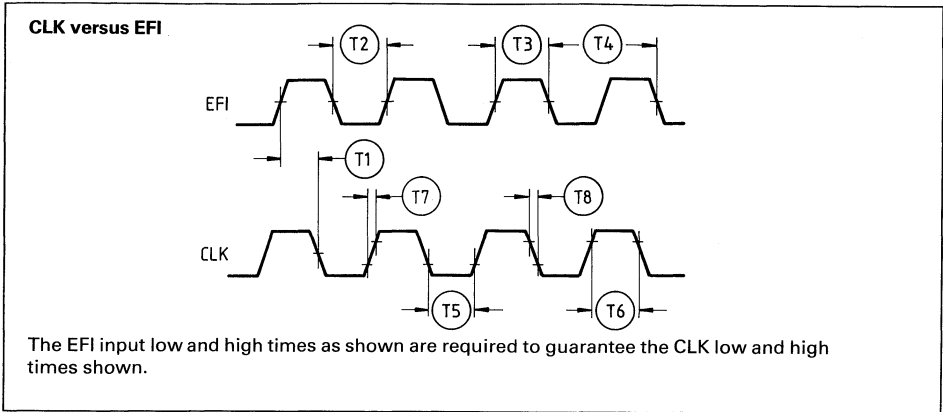 CLK versus EFI
T2
T3
T4
EFI
T1
T7
T8
CLK
T5
T6
The EFI input low and high times as shown are required to guarantee the CLK low and high
times shown.